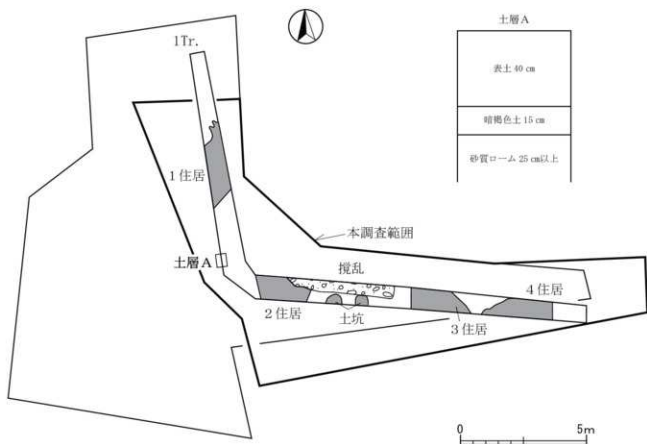 土層A
表土 40 cm
暗褐色土 15 cm
砂質ローム 25 cm以上
1Tr.
1住居
本調査範囲
土層A
撹乱
4住居
2住居
土坑
3住居
0
5m